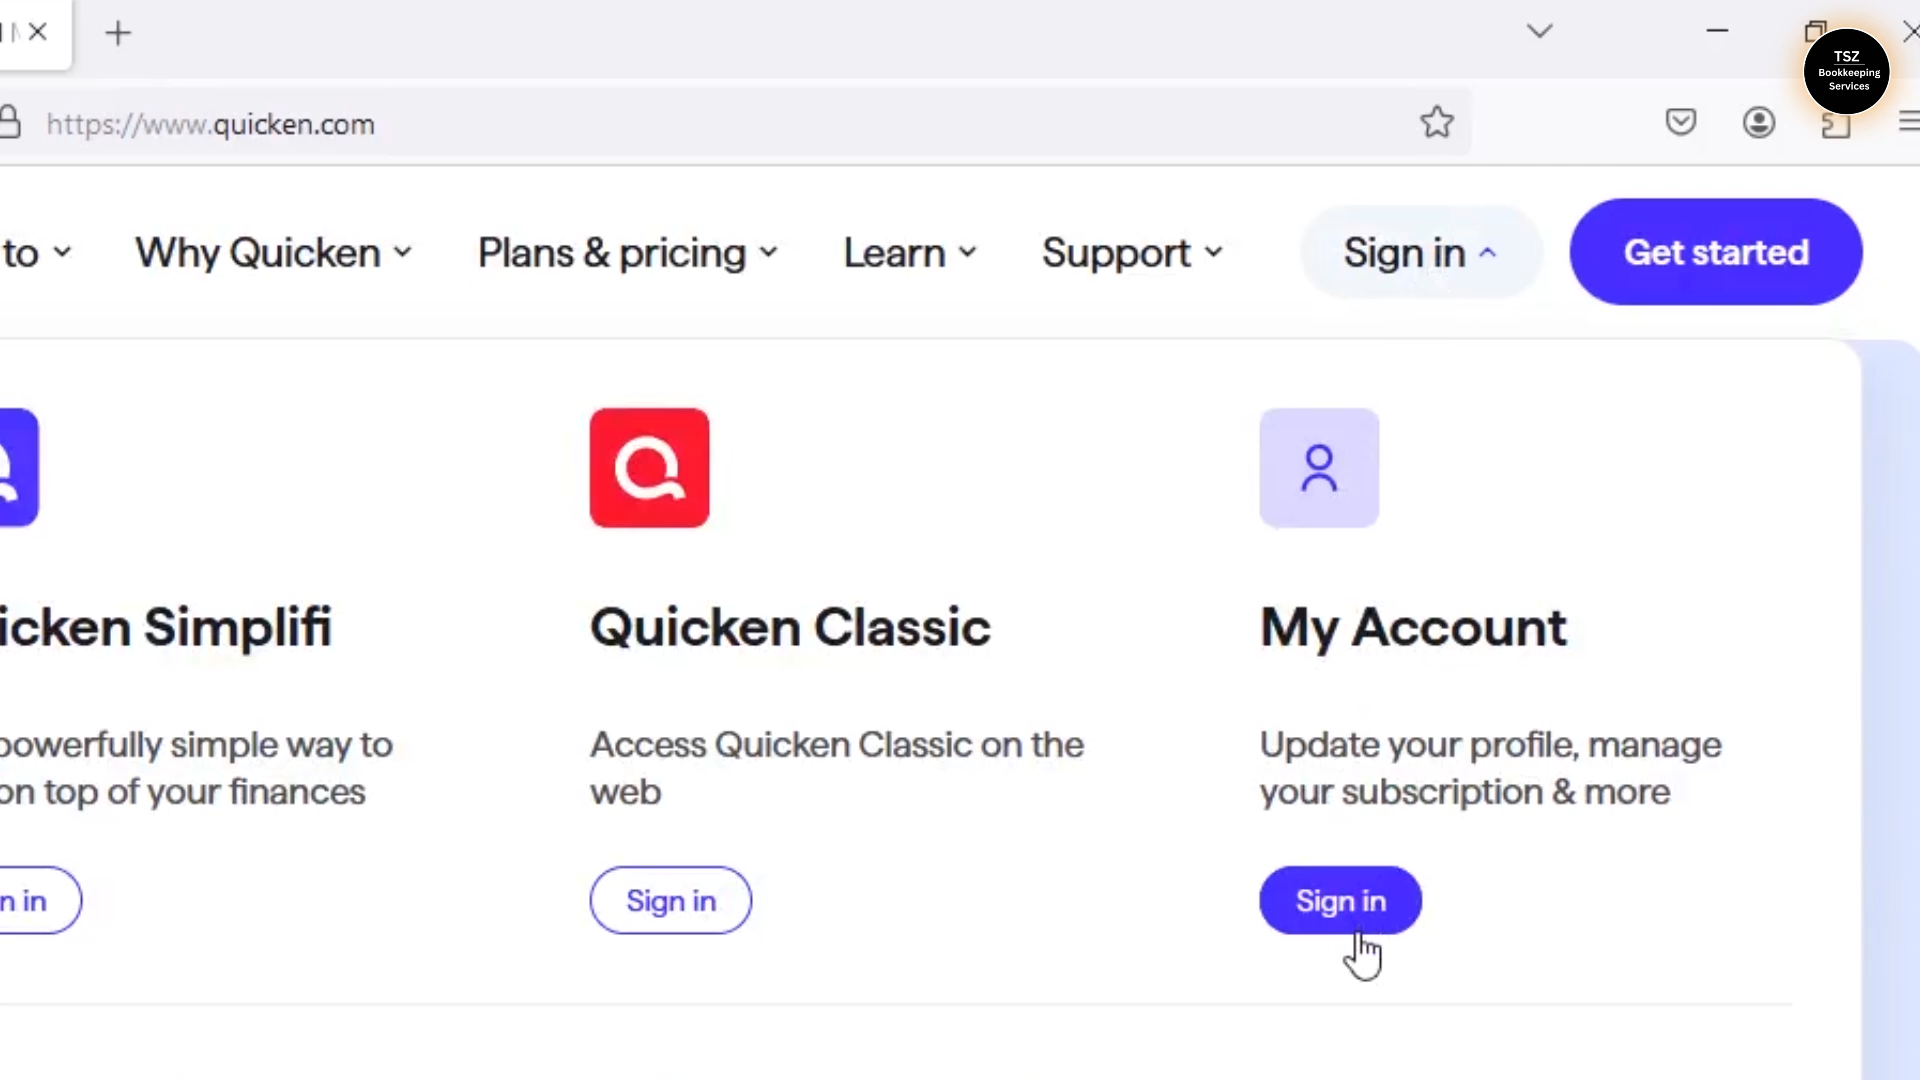 TSZ
Bookkeeping
Services
https://www.quicken.com
to
Why Quicken
Plans & pricing
Learn
Support
Sign in
Get started
icken Simplifi
Quicken Classic
My Account
powerfully simple way to
on top of your finances
Access Quicken Classic on the
web
Update your profile, manage
your subscription & more
n in
Sign in
Sign in